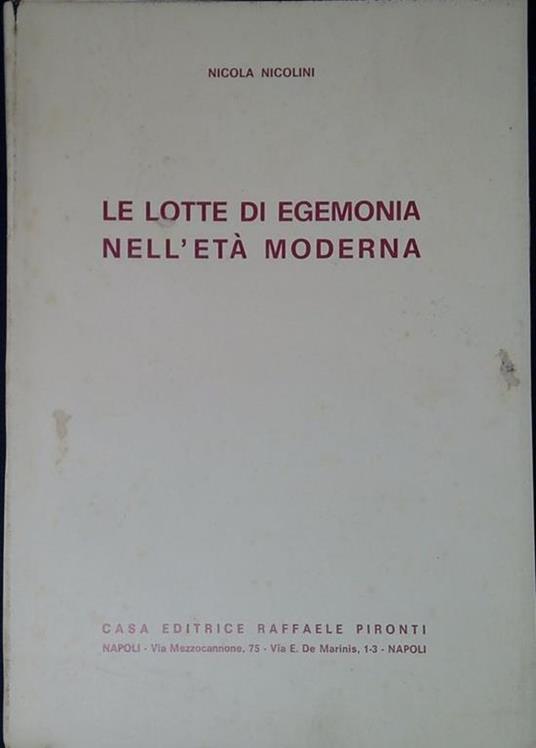 NICOLA NICOLINI
LE LOTTE DI EGEMONIA
NELL'ETÀ MODERNA
CASA EDITRICE RAFFAELE PIRONTI
NAPOLI - Via Mezzocannone, 75 - Via E. De Marinis, 1-3 - NAPOLI